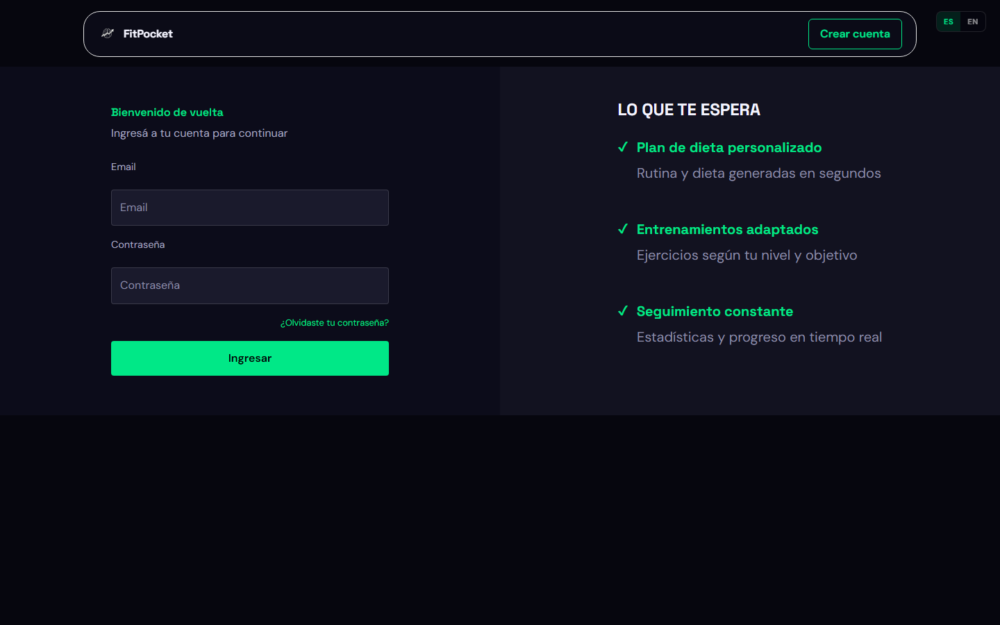 FitPocket
Crear cuenta
ES EN
Bienvenido de vuelta
Ingresá a tu cuenta para continuar
Email
Email
Contraseña
Contraseña
¿Olvidaste tu contraseña?
Ingresar
LO QUE TE ESPERA
✓ Plan de dieta personalizado
Rutina y dieta generadas en segundos
✓ Entrenamientos adaptados
Ejercicios según tu nivel y objetivo
✓ Seguimiento constante
Estadísticas y progreso en tiempo real